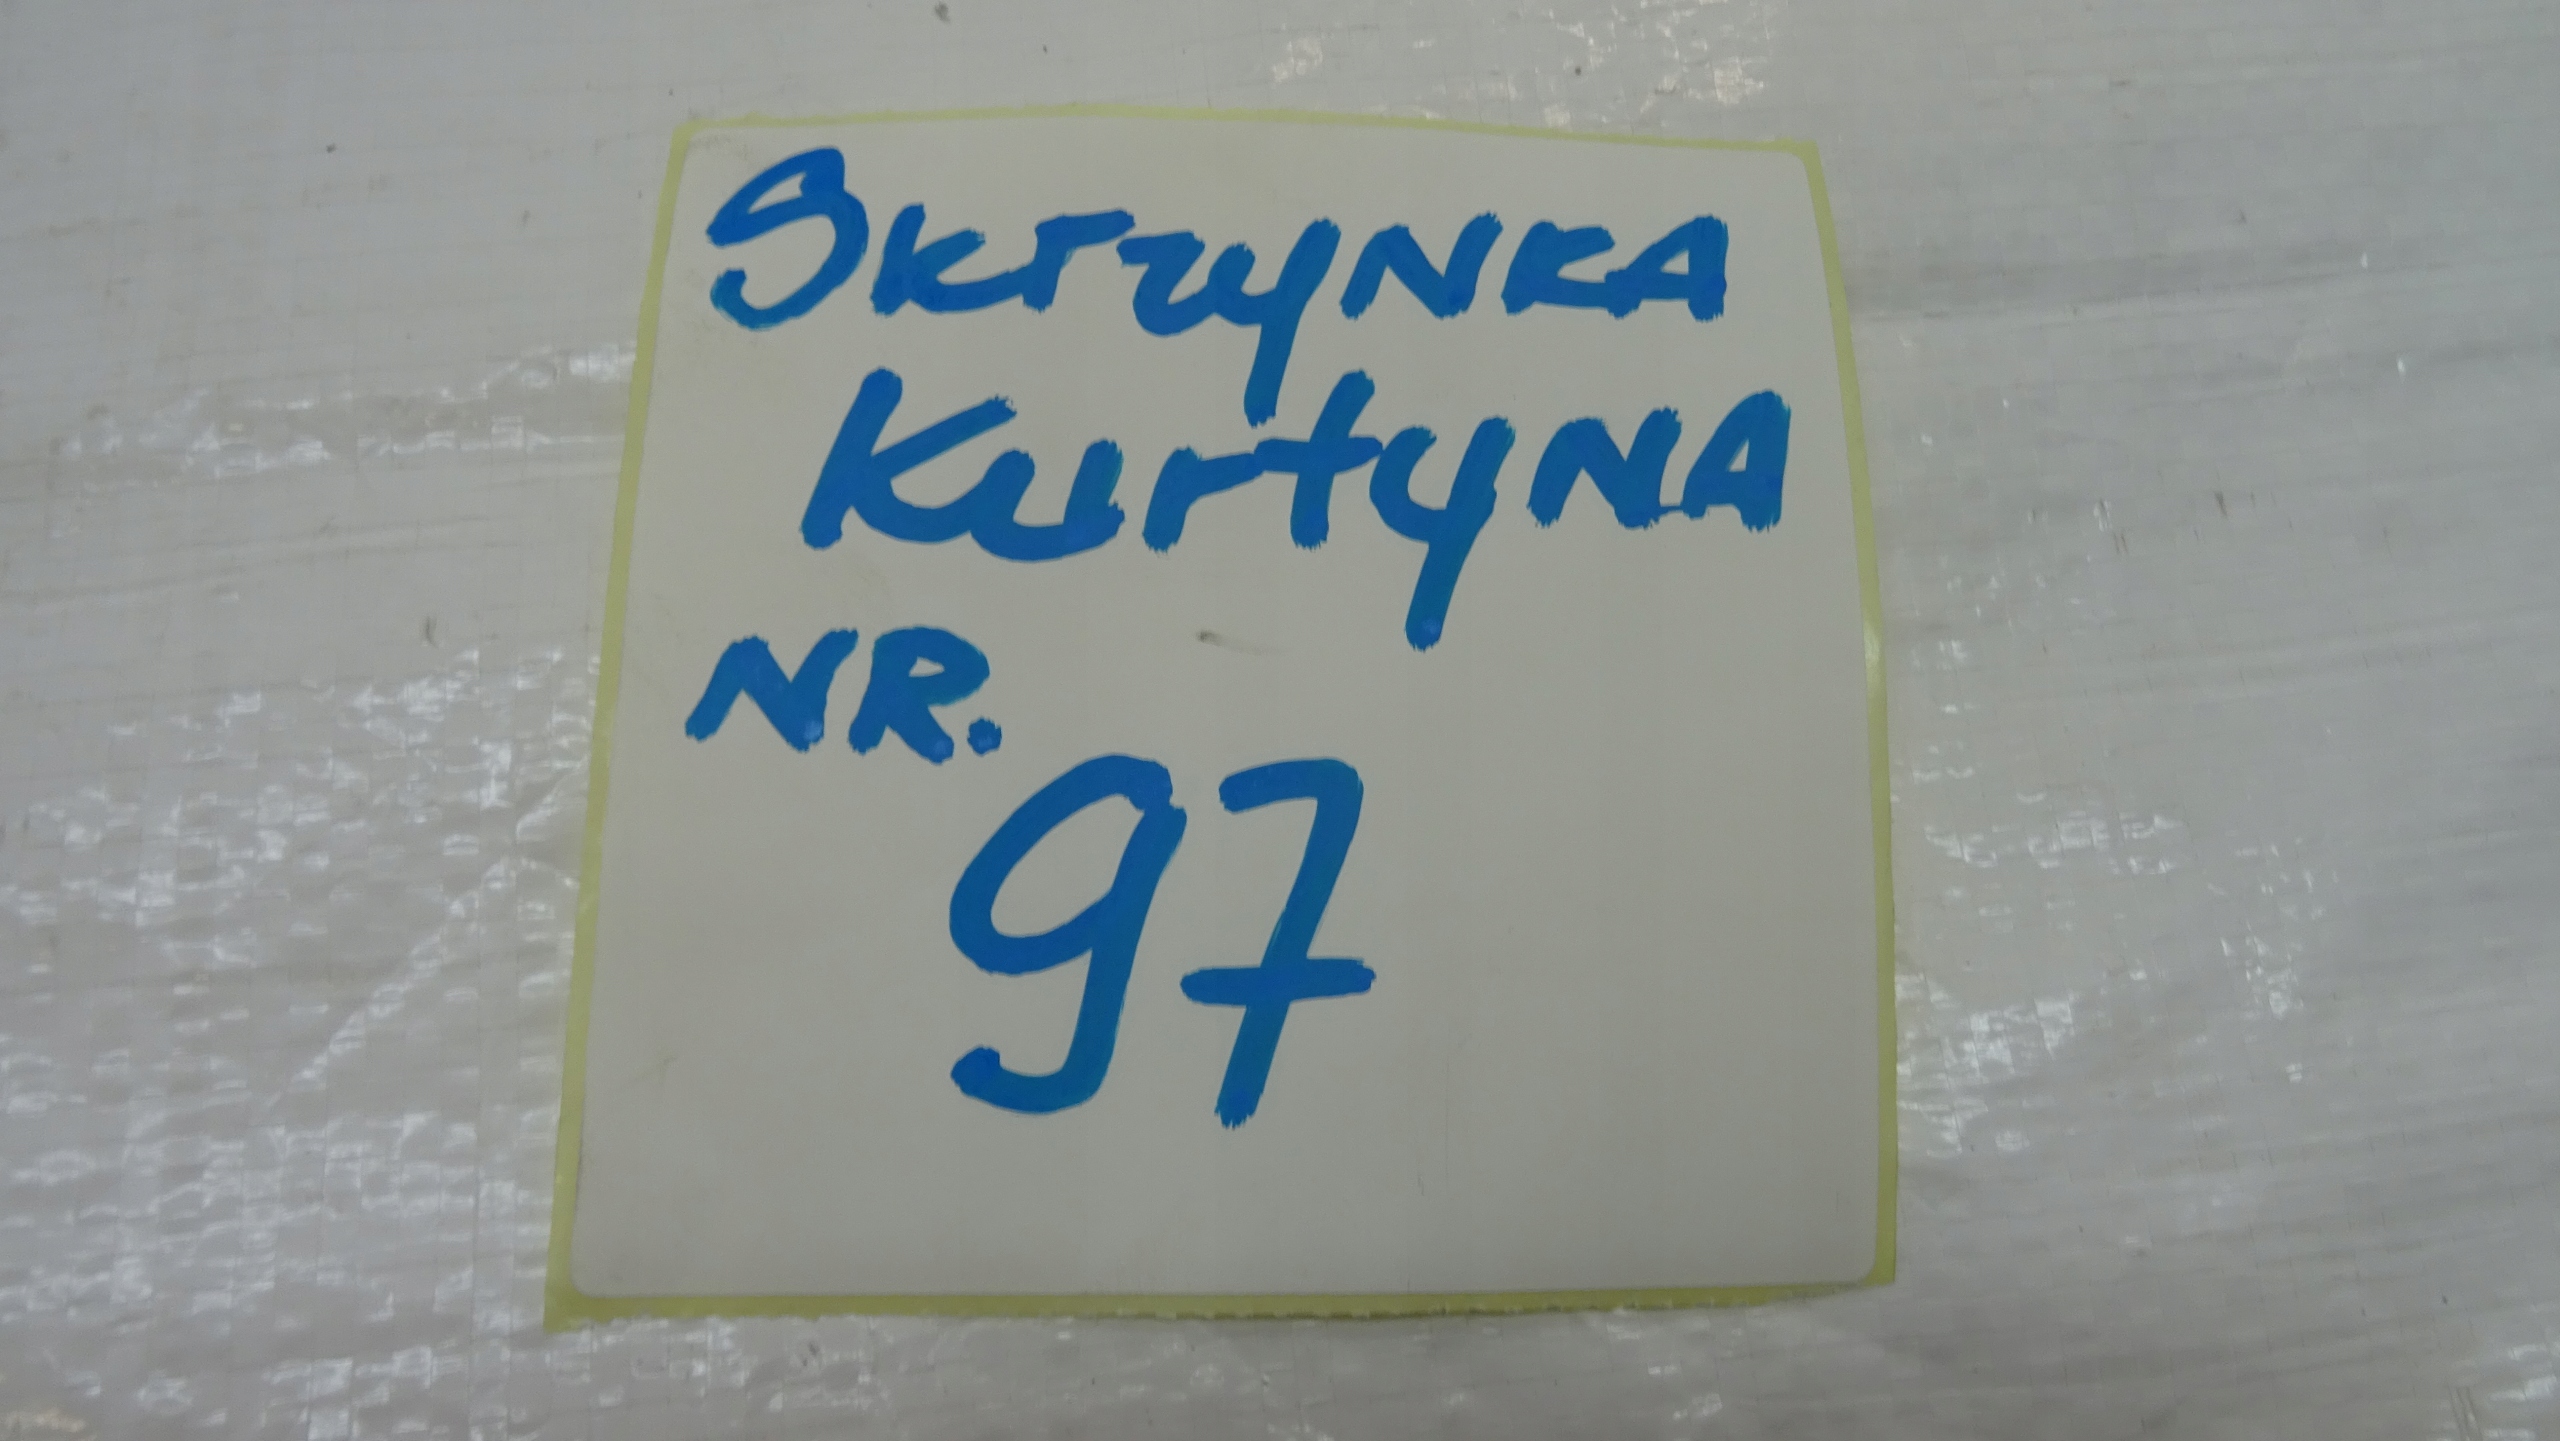 Skrzynka
Kurtyna
NR.
97